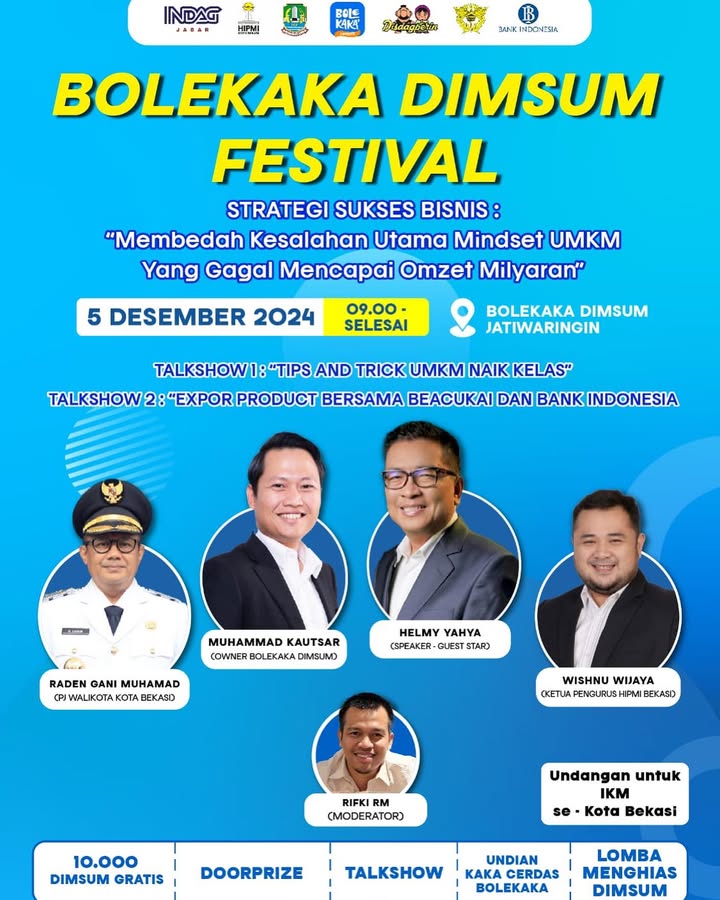 INDAG
JABAR
HIPMI
BOLE
KAKA
Disdagperin
BANK INDONESIA
BOLEKAKA DIMSUM
FESTIVAL
STRATEGI SUKSES BISNIS :
"Membedah Kesalahan Utama Mindset UMKM
Yang Gagal Mencapai Omzet Milyaran"
5 DESEMBER 2024
09.00 -
SELESAI
BOLEKAKA DIMSUM
JATIWARINGIN
TALKSHOW 1 : "TIPS AND TRICK UMKM NAIK KELAS"
TALKSHOW 2 : "EXPOR PRODUCT BERSAMA BEACUKAI DAN BANK INDONESIA
RADEN GANI MUHAMAD
(PJ WALIKOTA KOTA BEKASI)
MUHAMMAD KAUTSAR
(OWNER BOLEKAKA DIMSUM)
HELMY YAHYA
(SPEAKER - GUEST STAR)
WISHNU WIJAYA
(KETUA PENGURUS HIPMI BEKASI)
RIFKI RM
(MODERATOR)
Undangan untuk
IKM
se - Kota Bekasi
10.000
DIMSUM GRATIS
DOORPRIZE
TALKSHOW
UNDIAN
KAKA CERDAS
BOLEKAKA
LOMBA
MENGHIAS
DIMSUM